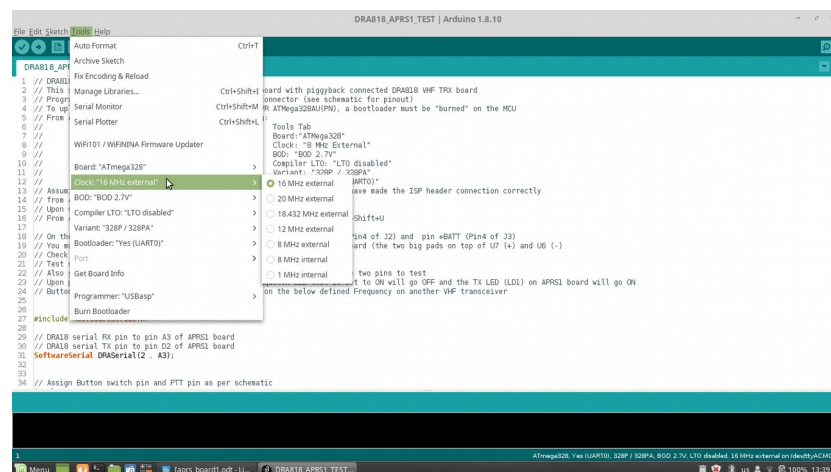 DRA818_APRS1_TEST | Arduino 1.8.10
File Edit Sketch Tools Help
Auto Format Ctrl+T
Archive Sketch
Fix Encoding & Reload
Manage Libraries... Ctrl+Shift+I
Serial Monitor Ctrl+Shift+M
Serial Plotter Ctrl+Shift+L
WiFi101 / WiFiNINA Firmware Updater
Board: "ATmega328"
Clock: "16 MHz external"
BOD: "BOD 2.7V"
Compiler LTO: "LTO disabled"
Variant: "328P / 328PA"
Bootloader: "Yes (UART0)"
Port
Get Board Info
Programmer: "USBasp"
Burn Bootloader
16 MHz external
20 MHz external
18.432 MHz external
12 MHz external
8 MHz external
8 MHz internal
1 MHz internal
DRA818_APR
1 // DRA81
2 // This oard with piggyback connected DRA818 VHF TRX board
3 // Progr onnector (see schematic for pinout)
4 // To up R ATMega328AU(PN), a bootloader must be "burned" on the MCU
5 // From
6 // Tools Tab
7 // Board:"ATMega328"
8 // Clock: "8 MHz External"
9 // BOD: "BOD 2.7V"
10 // Compiler LTO: "LTO disabled"
11 // Variant: "328P / 328PA"
12 // ART0)"
13 // Assum ave made the ISP header connection correctly
14 // from
15 // Upon
16 // From Shift+U
17
18 // On th in4 of J2) and pin +BATT (Pin4 of J3)
19 // You m ard (the two big pads on top of U7 (+) and U6 (-)
20 // Check
21 // Test
22 // Also two pins to test
23 // Upon t to ON will go OFF and the TX LED (LD1) on APRS1 board will go ON
24 // Button on the below defined Frequency on another VHF transceiver
25
26
27 #include
28
29 // DRA18 serial RX pin to pin A3 of APRS1 board
30 // DRA18 serial TX pin to pin D2 of APRS1 board
31 SoftwareSerial DRASerial(2 , A3);
32
33
34 // Assign Button switch pin and PTT pin as per schematic
1 ATmega328, Yes (UART0), 328P / 328PA, BOD 2.7V, LTO disabled, 16 MHz external on /dev/ttyACM0
Menu [aprs_board1.odt - Li... DRA818_APRS1_TEST... us 100% 13:39